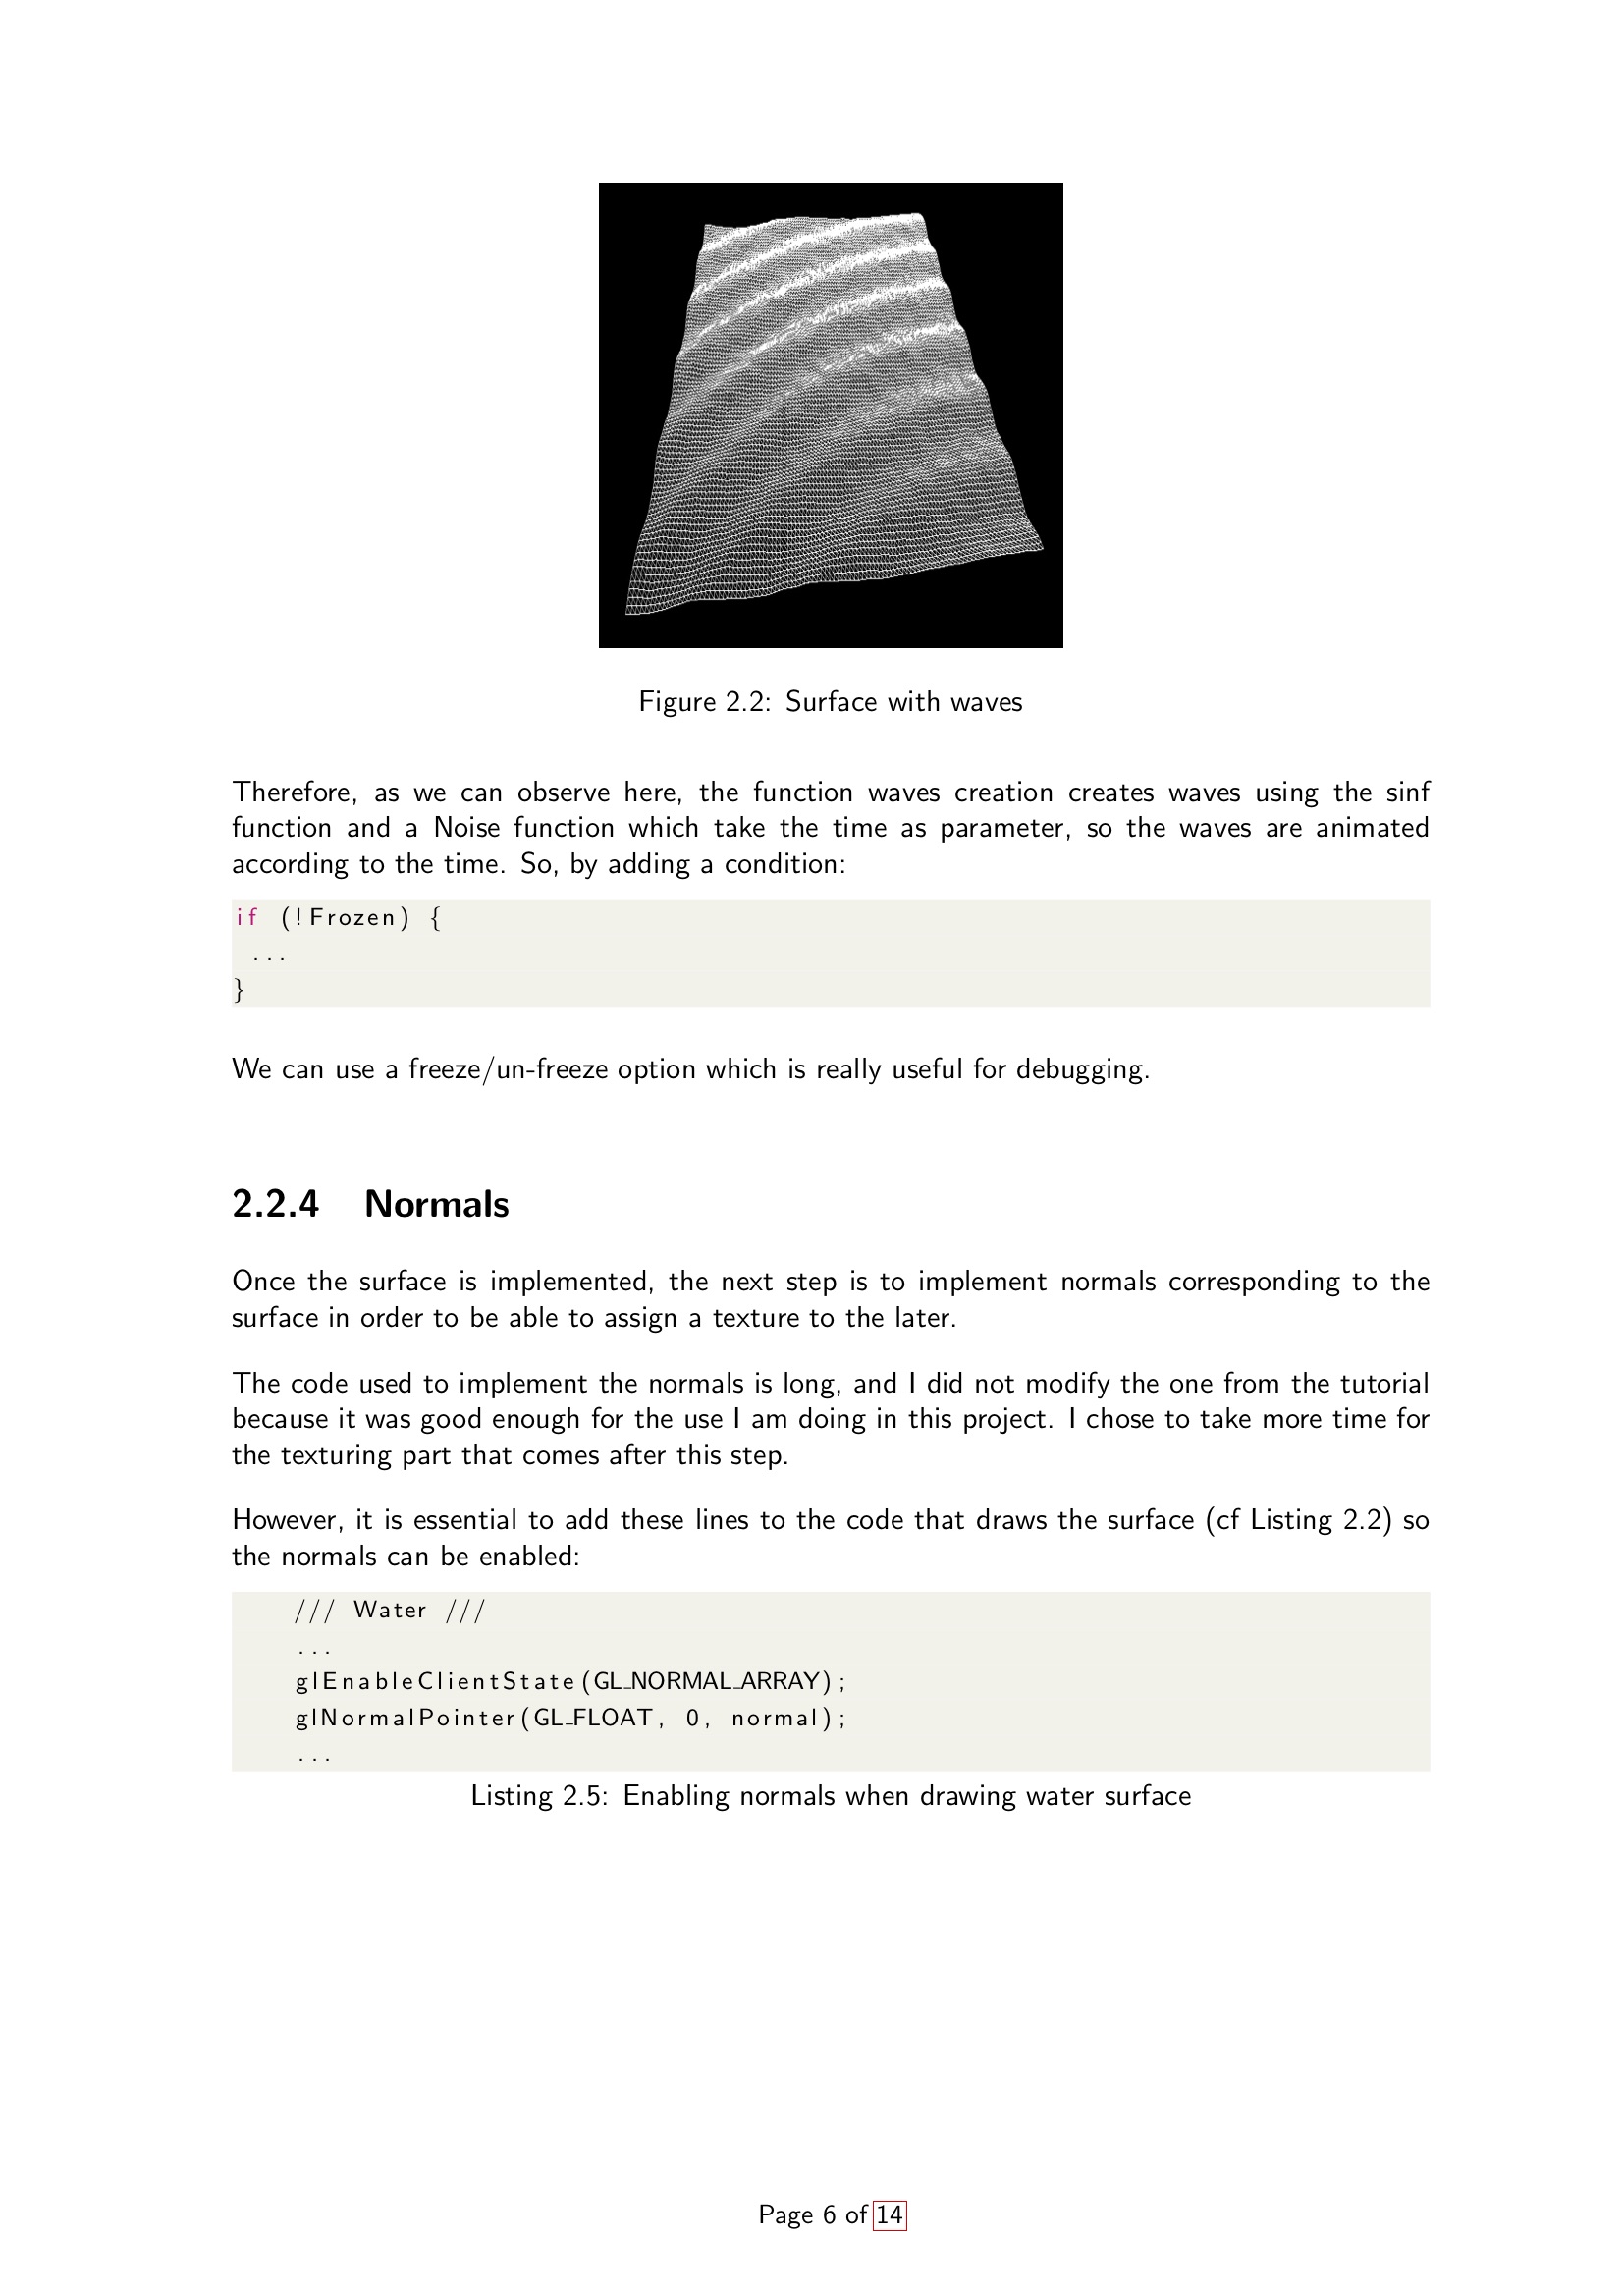 Figure 2.2: Surface with waves
Therefore, as we can observe here, the function waves creation creates waves using the sinf
function and a Noise function which take the time as parameter, so the waves are animated
according to the time. So, by adding a condition:
if (!Frozen) {
...
}
We can use a freeze/un-freeze option which is really useful for debugging.
2.2.4 Normals
Once the surface is implemented, the next step is to implement normals corresponding to the
surface in order to be able to assign a texture to the later.
The code used to implement the normals is long, and I did not modify the one from the tutorial
because it was good enough for the use I am doing in this project. I chose to take more time for
the texturing part that comes after this step.
However, it is essential to add these lines to the code that draws the surface (cf Listing 2.2) so
the normals can be enabled:
/// Water ///
...
glEnableClientState(GL_NORMAL_ARRAY);
glNormalPointer(GL_FLOAT, 0, normal);
...
Listing 2.5: Enabling normals when drawing water surface
Page 6 of 14